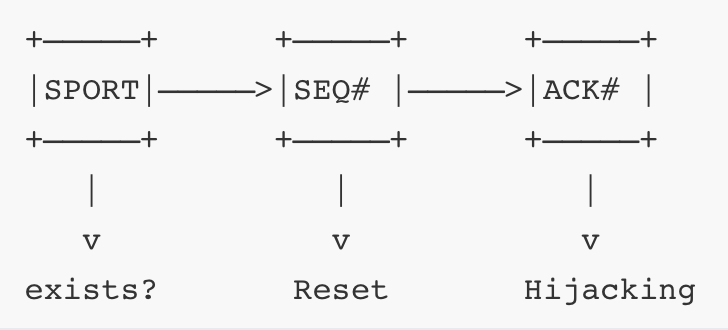 +——————+       +——————+       +——————+
|SPORT|——————>|SEQ# |——————>|ACK# |
+——————+       +——————+       +——————+
|               |               |
v               v               v
exists?        Reset        Hijacking